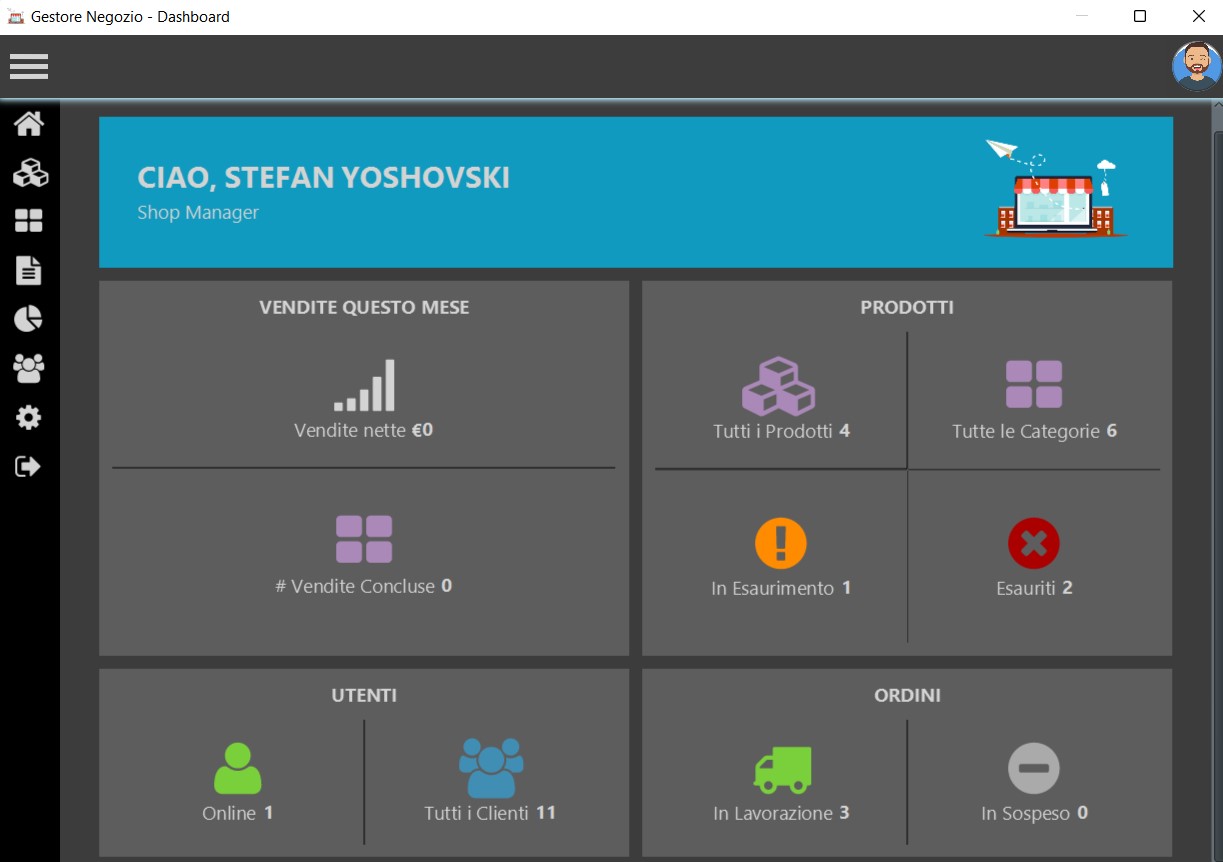 Gestore Negozio - Dashboard
CIAO, STEFAN YOSHOVSKI
Shop Manager
VENDITE QUESTO MESE
Vendite nette €0
# Vendite Concluse 0
PRODOTTI
Tutti i Prodotti 4
Tutte le Categorie 6
In Esaurimento 1
Esauriti 2
UTENTI
Online 1
Tutti i Clienti 11
ORDINI
In Lavorazione 3
In Sospeso 0